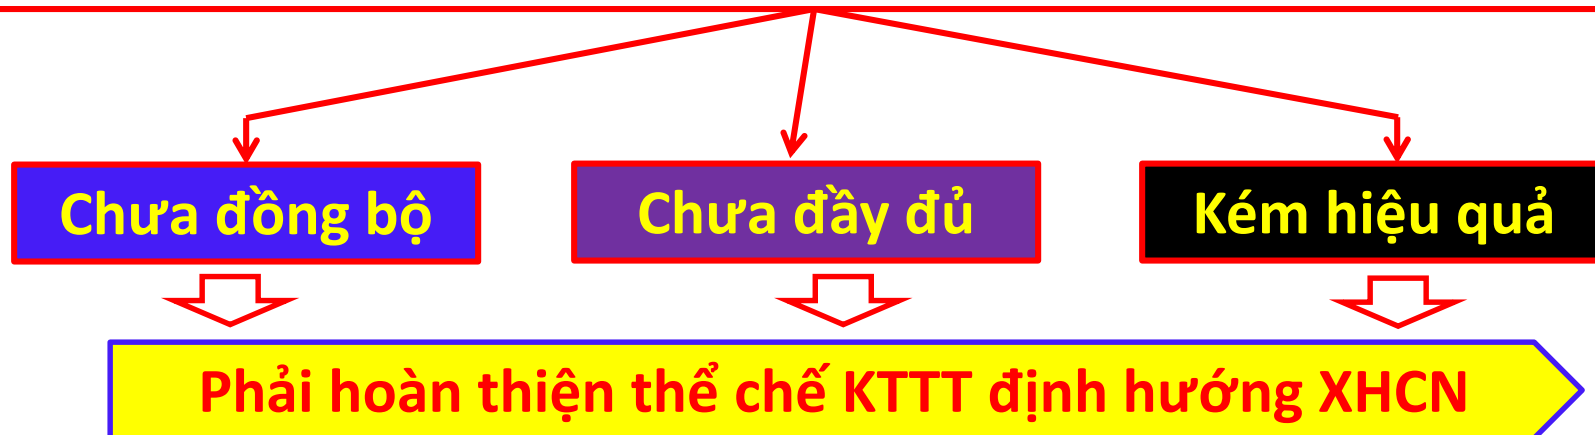 Chưa đồng bộ
Chưa đầy đủ
Kém hiệu quả
Phải hoàn thiện thể chế KTTT định hướng XHCN